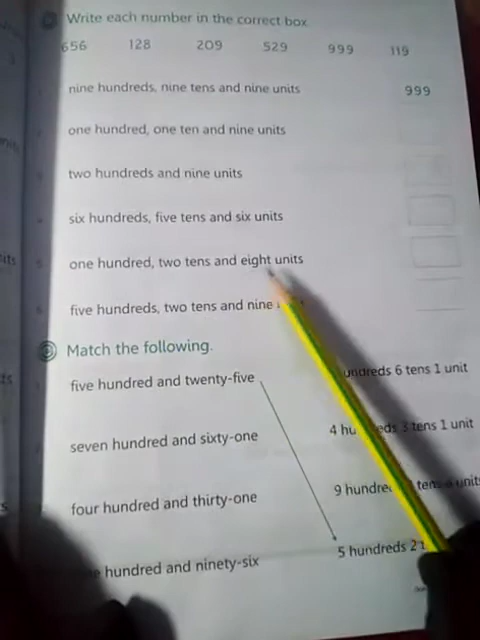 Write each number in the correct box
656 128 209 529 999 119
nine hundreds, nine tens and nine units 999
one hundred, one ten and nine units
two hundreds and nine units
six hundreds, five tens and six units
one hundred, two tens and eight units
five hundreds, two tens and nine
Match the following.
five hundred and twenty-five undreds 6 tens 1 unit
seven hundred and sixty-one 4 hu eds 3 tens 1 unit
four hundred and thirty-one 9 hundre tens unit
hundred and ninety-six 5 hundreds 2